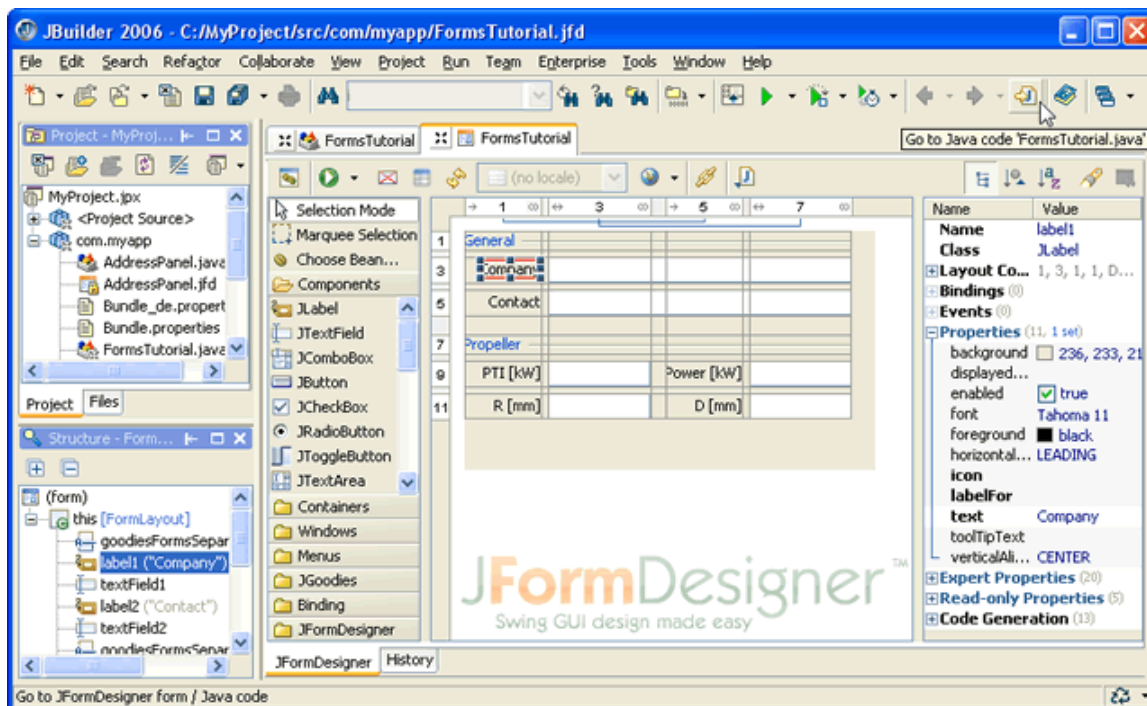 JBuilder 2006 - C:/MyProject/src/com/myapp/FormsTutorial.jfd
File Edit Search Refactor Collaborate View Project Run Team Enterprise Tools Window Help
Go to Java code 'FormsTutorial.java'
Project - MyProj...
MyProject.jpx
<Project Source>
com.myapp
AddressPanel.java
AddressPanel.jfd
Bundle_de.propert
Bundle.properties
FormsTutorial.java
Project Files
Structure - Form...
(form)
this [FormLayout]
goodiesFormsSepar
label1 ("Company")
textField1
label2 ("Contact")
textField2
goodiesFormsSepar
FormsTutorial FormsTutorial
(no locale)
Selection Mode
Marquee Selection
Choose Bean...
Components
JLabel
JTextField
JComboBox
JButton
JCheckBox
JRadioButton
JToggleButton
JTextArea
Containers
Windows
Menus
JGoodies
Binding
JFormDesigner
1 3 5 7
1 General
3 Company
5 Contact
7 Propeller
9 PTI [kW] Power [kW]
11 R [mm] D [mm]
JFormDesigner™
Swing GUI design made easy
JFormDesigner History
Name Value
Name label1
Class JLabel
Layout Co... 1, 3, 1, 1, D...
Bindings (0)
Events (0)
Properties (11, 1 set)
background 236, 233, 21
displayed...
enabled true
font Tahoma 11
foreground black
horizontal... LEADING
icon
labelFor
text Company
toolTipText
verticalAli... CENTER
Expert Properties (20)
Read-only Properties (5)
Code Generation (13)
Go to JFormDesigner form / Java code